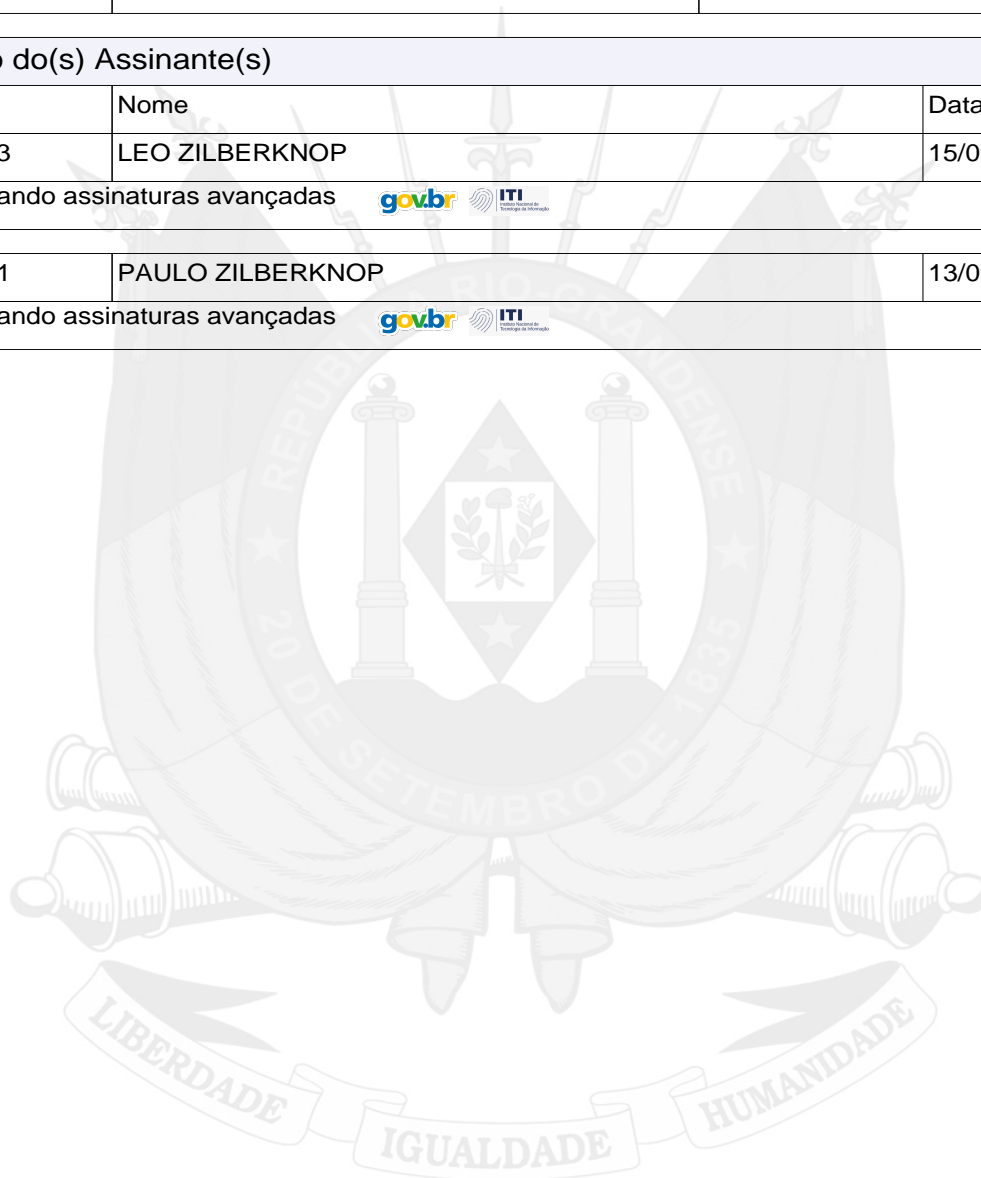 o do(s) Assinante(s)
Nome Data
3 LEO ZILBERKNOP 15/0
ando assinaturas avançadas gov.br ITI
1 PAULO ZILBERKNOP 13/0
ando assinaturas avançadas gov.br ITI
REPÚBLICA RIO-GRANDENSE
20 DE SETEMBRO DE 1835
LIBERDADE IGUALDADE HUMANIDADE